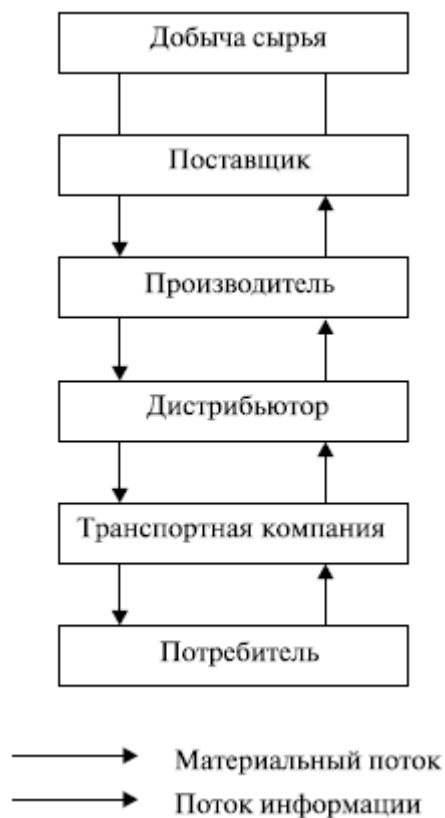 Добыча сырья
Поставщик
Производитель
Дистрибьютор
Транспортная компания
Потребитель
Материальный поток
Поток информации